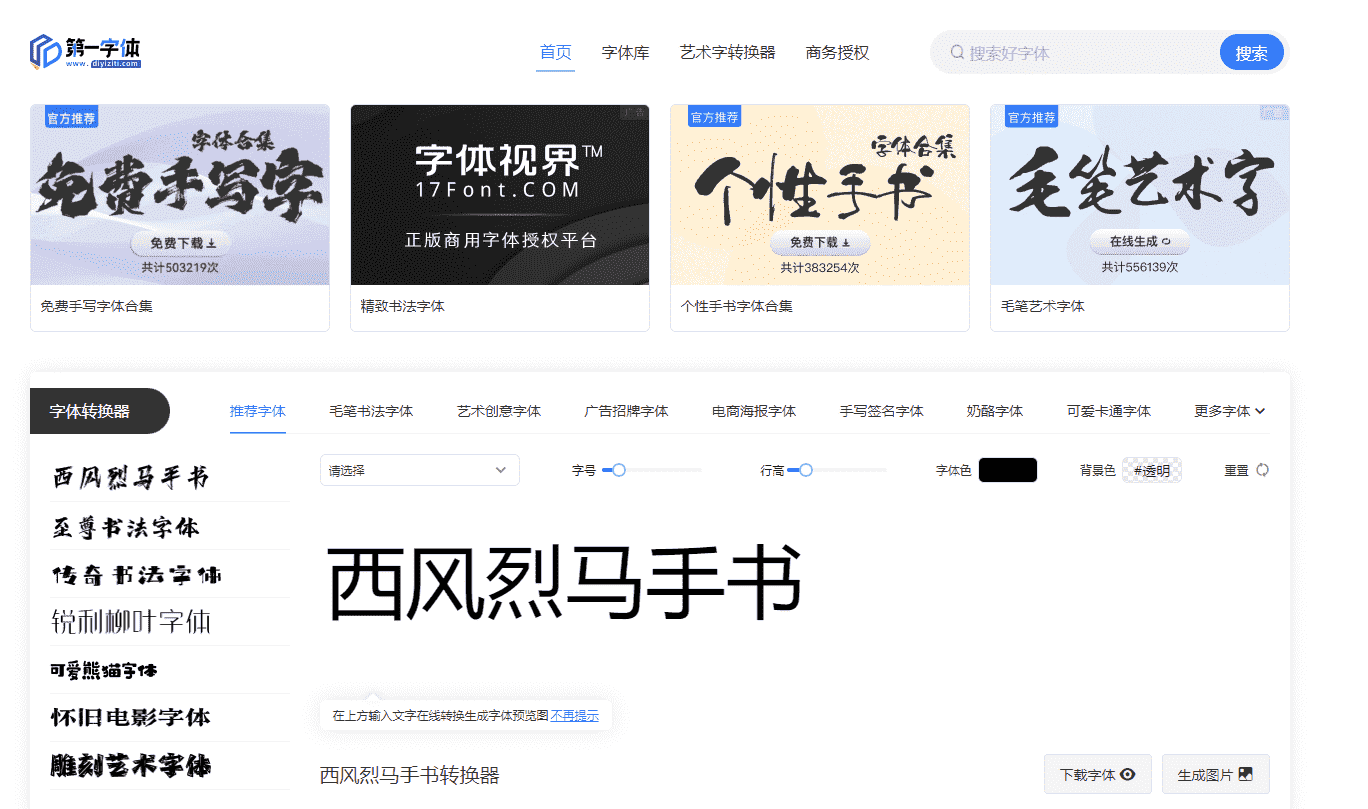 第一字体
www.diyiziti.com
首页 字体库 艺术字转换器 商务授权
搜索好字体
搜索
官方推荐
字体合集
免费手写字
免费下载
共计503219次
免费手写字体合集
广告
字体视界TM
17Font.COM
正版商用字体授权平台
精致书法字体
官方推荐
字体合集
个性手书
免费下载
共计383254次
个性手书字体合集
官方推荐
毛笔艺术字
在线生成
共计556139次
毛笔艺术字体
字体转换器
推荐字体 毛笔书法字体 艺术创意字体 广告招牌字体 电商海报字体 手写签名字体 奶酪字体 可爱卡通字体 更多字体
西风烈马手书
至尊书法字体
传奇书法字体
锐利柳叶字体
可爱熊猫字体
怀旧电影字体
雕刻艺术字体
请选择 字号 行高 字体色 背景色 #透明 重置
西风烈马手书
在上方输入文字在线转换生成字体预览图 不再提示
西风烈马手书转换器
下载字体 生成图片